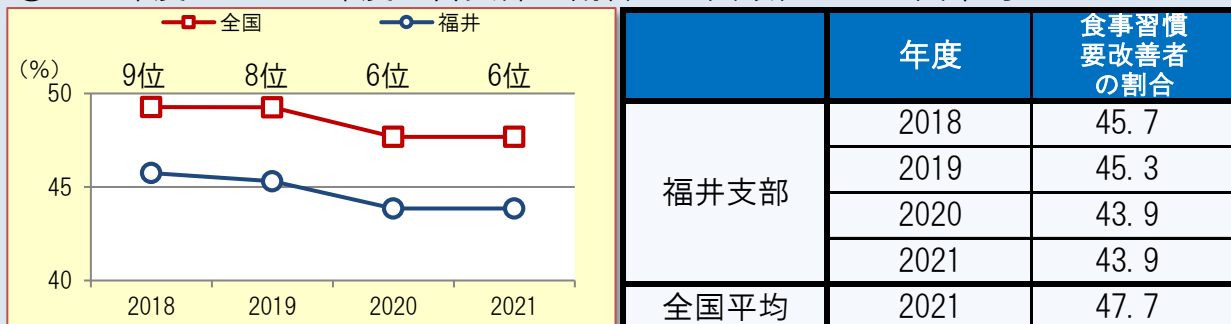 全国 福井
(%) 9位 8位 6位 6位
50
45
40
2018 2019 2020 2021
年度 食事習慣
要改善者
の割合
福井支部 2018 45.7
2019 45.3
2020 43.9
2021 43.9
全国平均 2021 47.7